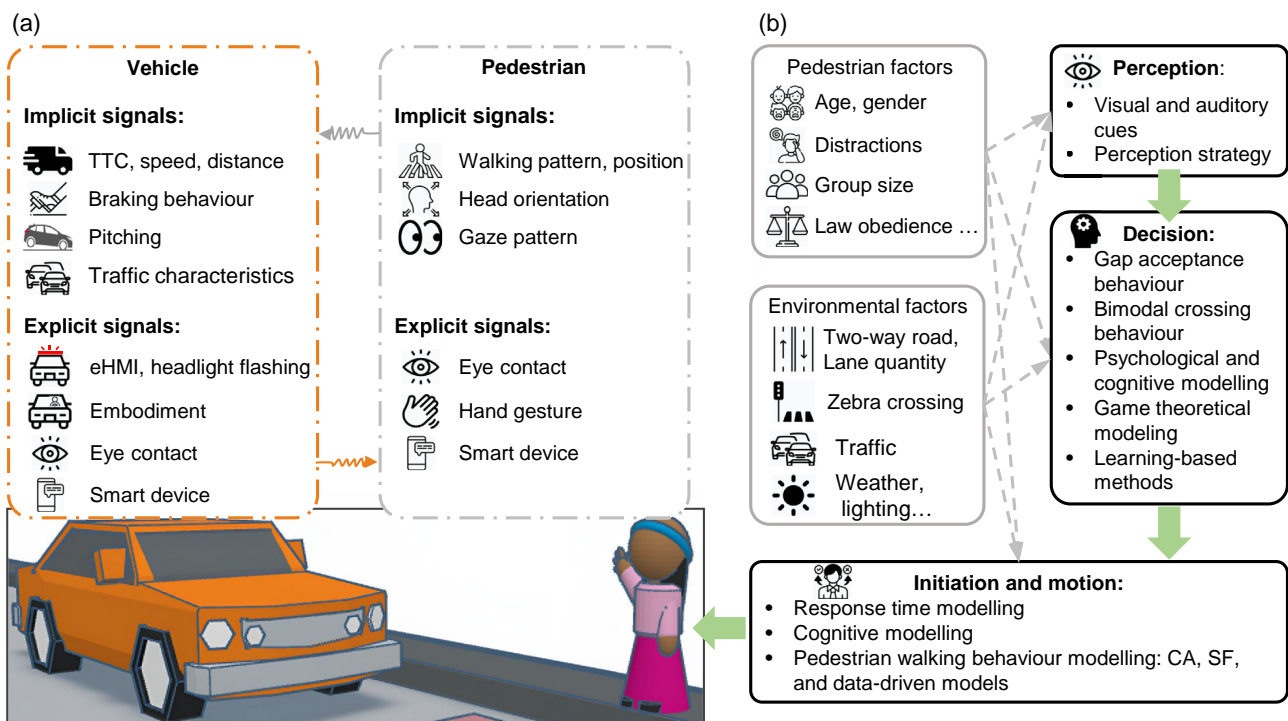 (a)
Vehicle
Implicit signals:
TTC, speed, distance
Braking behaviour
Pitching
Traffic characteristics
Explicit signals:
eHMI, headlight flashing
Embodiment
Eye contact
Smart device
Pedestrian
Implicit signals:
Walking pattern, position
Head orientation
Gaze pattern
Explicit signals:
Eye contact
Hand gesture
Smart device
(b)
Pedestrian factors
Age, gender
Distractions
Group size
Law obedience …
Environmental factors
Two-way road,
Lane quantity
Zebra crossing
Traffic
Weather,
lighting…
Perception:
• Visual and auditory
cues
• Perception strategy
Decision:
• Gap acceptance
behaviour
• Bimodal crossing
behaviour
• Psychological and
cognitive modelling
• Game theoretical
modeling
• Learning-based
methods
Initiation and motion:
• Response time modelling
• Cognitive modelling
• Pedestrian walking behaviour modelling: CA, SF,
and data-driven models